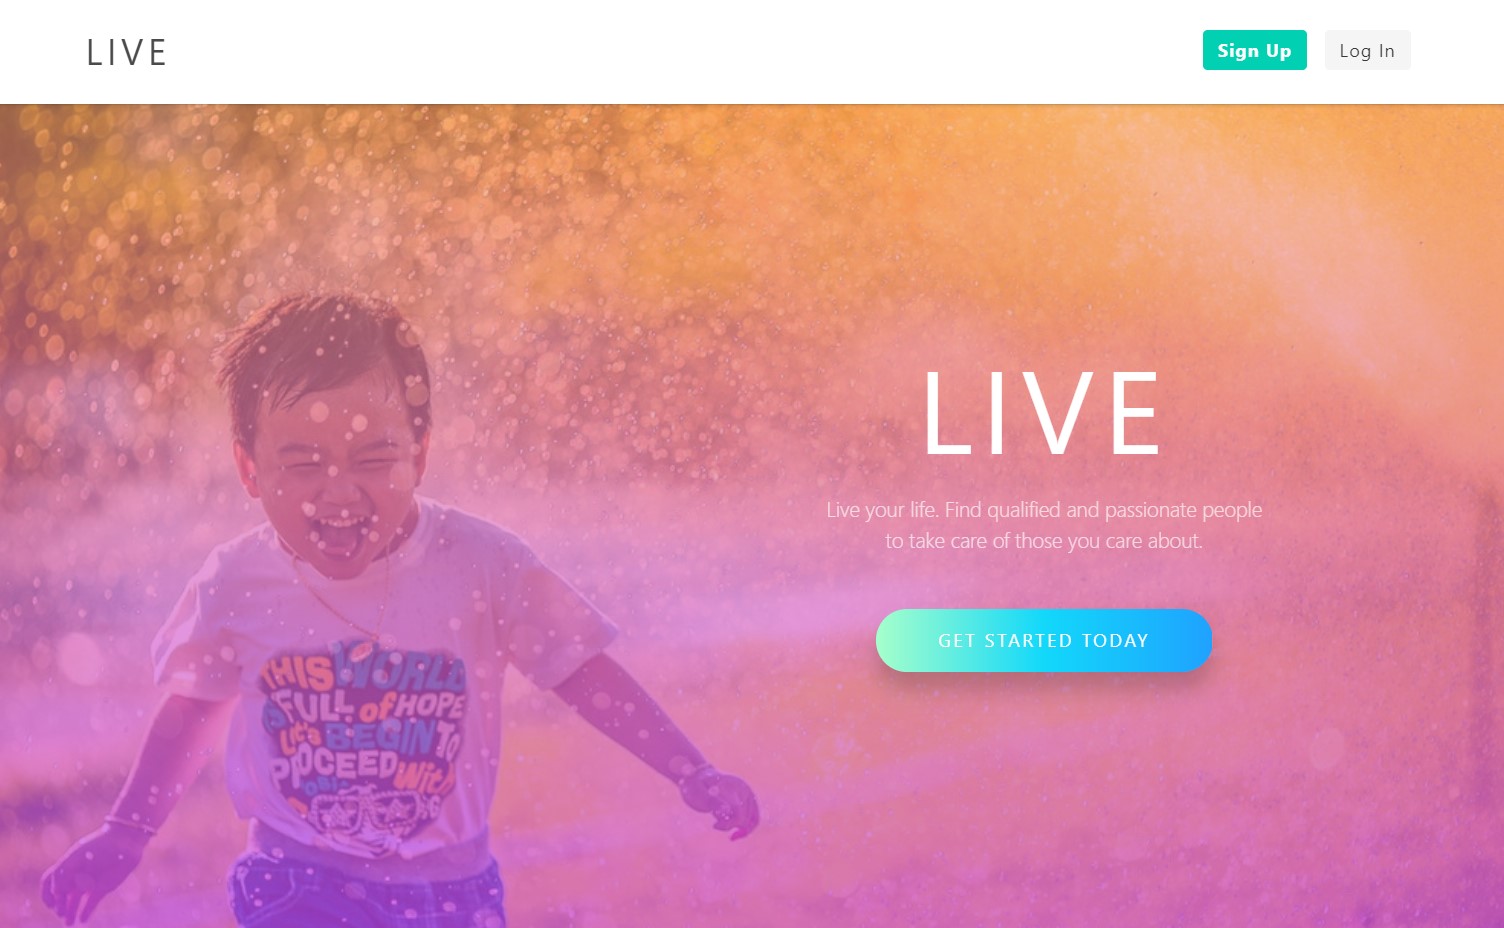 LIVE
Sign Up
Log In
LIVE
Live your life. Find qualified and passionate people
to take care of those you care about.
GET STARTED TODAY
THIS WORLD
FULL of HOPE
Let's BEGIN TO
PROCEED With